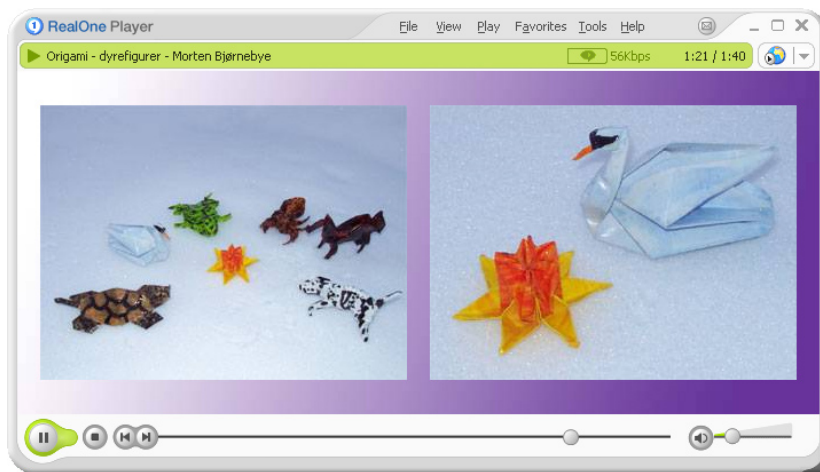 RealOne Player File View Play Favorites Tools Help
Origami - dyrefigurer - Morten Bjørnebye 56Kbps 1:21 / 1:40